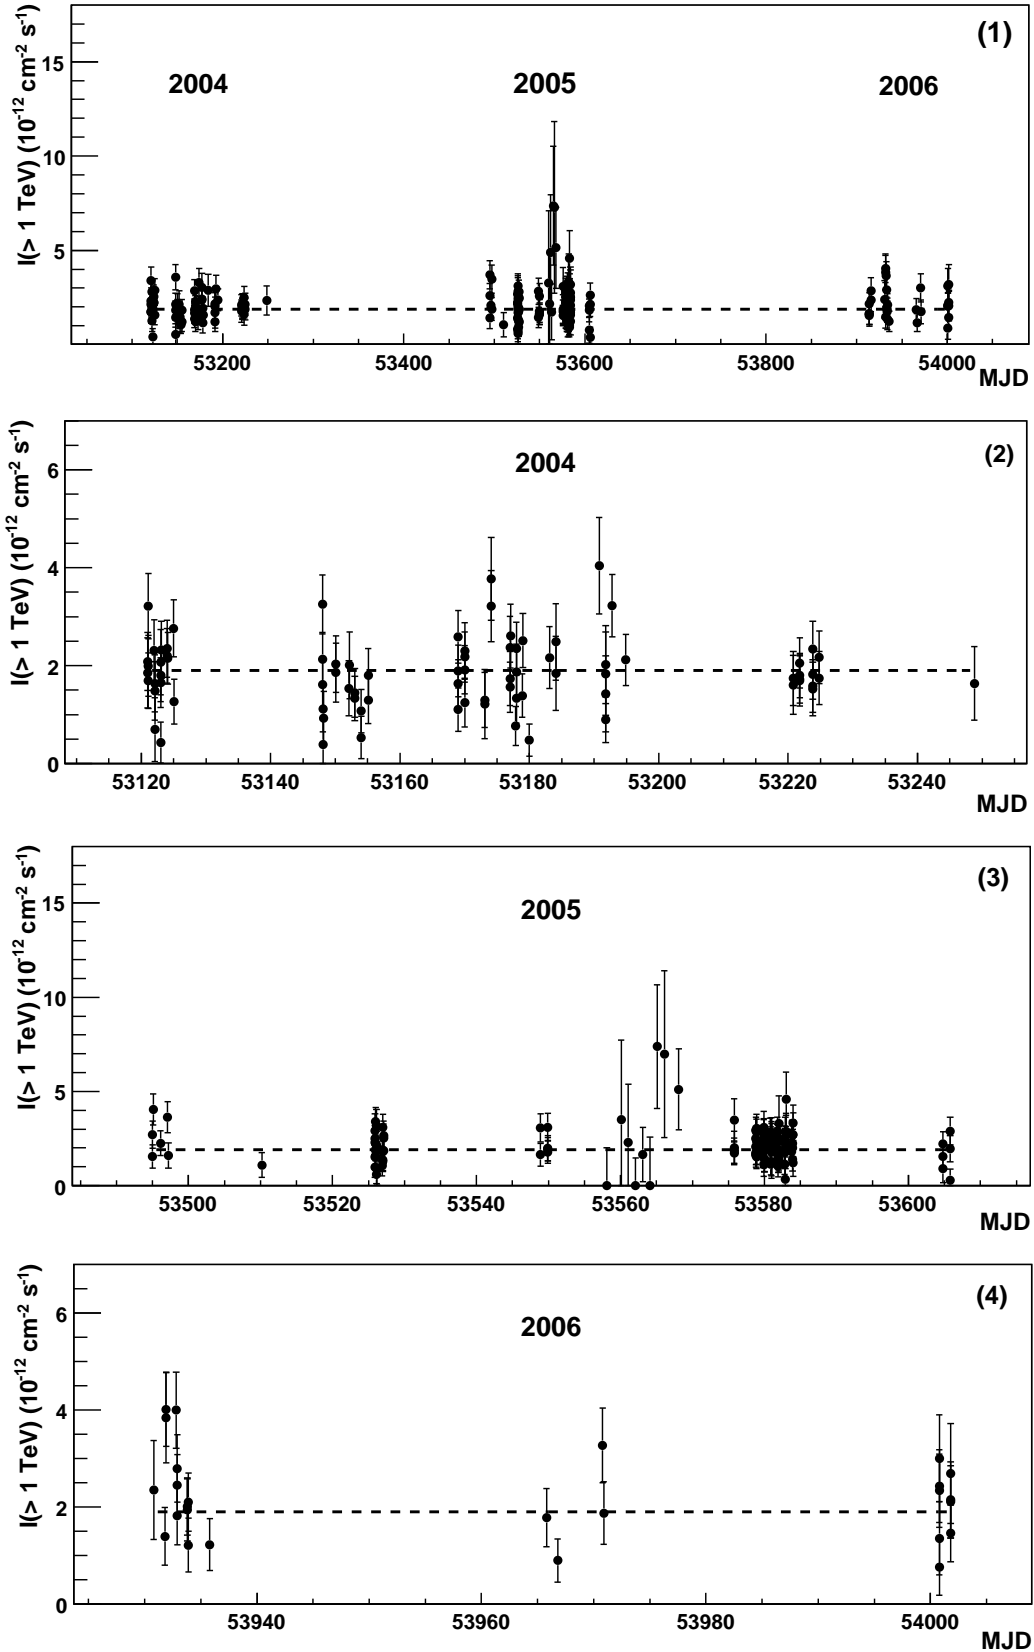 I(> 1 TeV) (10⁻¹² cm⁻² s⁻¹)
(1)
2004 2005 2006
15
10
5
53200 53400 53600 53800 54000
MJD
I(> 1 TeV) (10⁻¹² cm⁻² s⁻¹)
(2)
2004
6
4
2
0
53120 53140 53160 53180 53200 53220 53240
MJD
I(> 1 TeV) (10⁻¹² cm⁻² s⁻¹)
(3)
2005
15
10
5
0
53500 53520 53540 53560 53580 53600
MJD
I(> 1 TeV) (10⁻¹² cm⁻² s⁻¹)
(4)
2006
6
4
2
0
53940 53960 53980 54000
MJD